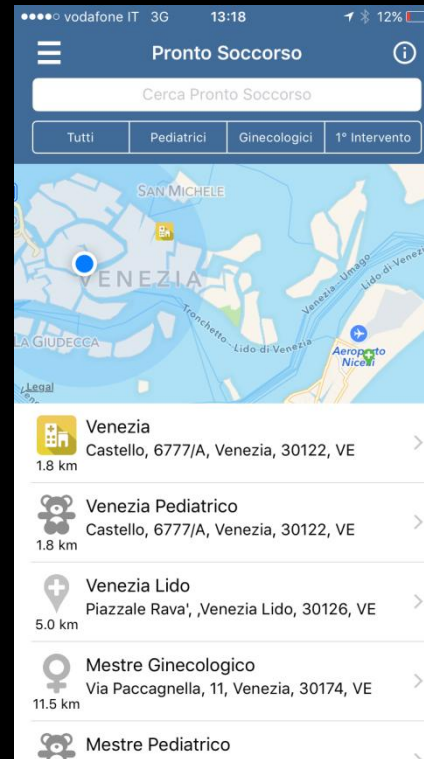 vodafone IT 3G 13:18 12%
Pronto Soccorso
Cerca Pronto Soccorso
Tutti Pediatrici Ginecologici 1° Intervento
SAN MICHELE
VENEZIA
LA GIUDECCA
Tronchetto
Lido di Venezia
Venezia
Umago
Lido di Venezi
Aeroporto
Nicelli
Legal
Venezia
Castello, 6777/A, Venezia, 30122, VE
1.8 km
Venezia Pediatrico
Castello, 6777/A, Venezia, 30122, VE
1.8 km
Venezia Lido
Piazzale Rava', ,Venezia Lido, 30126, VE
5.0 km
Mestre Ginecologico
Via Paccagnella, 11, Venezia, 30174, VE
11.5 km
Mestre Pediatrico